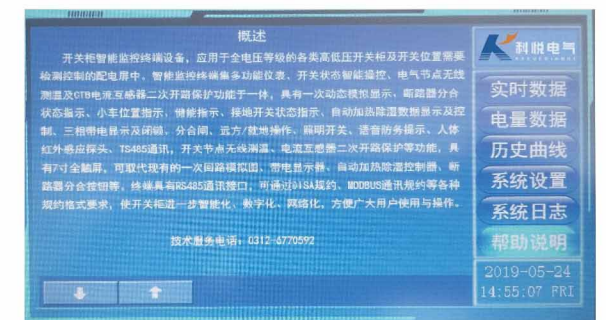 概述
开关柜智能监控终端设备，应用于全电压等级的各类高低压开关柜及开关位置需要
检测控制的配电屏中、智能监控终端集多功能仪表、开关状态智能操控、电气节点无线
测温及CTB电流互感器二次开路保护功能于一体，具有一次动态模拟显示、断路器分合
状态指示、小车位置指示、储能指示、接地开关状态指示、自动加热除湿数据显示及控
制、三相带电显示及闭锁、分合闸、远方/就地操作、照明开关、语音防务提示、人体
红外感应探头、TS485通讯，开关节点无线测温、电流互感器二次开路保护等功能，具
有7寸全触屏，可取代现有的一次回路模拟图、带电显示器、自动加热除湿控制器、断
路器分合按钮等，终端具有RS485通讯接口，可通过DISA规约、MODBUS通讯规约等各种
规约格式要求，使开关柜进一步智能化、数字化、网络化，方便广大用户使用与操作。
技术服务电话：0312-6770592
科悦电气
实时数据
电量数据
历史曲线
系统设置
系统日志
帮助说明
2019-05-24
14:55:07 FRI